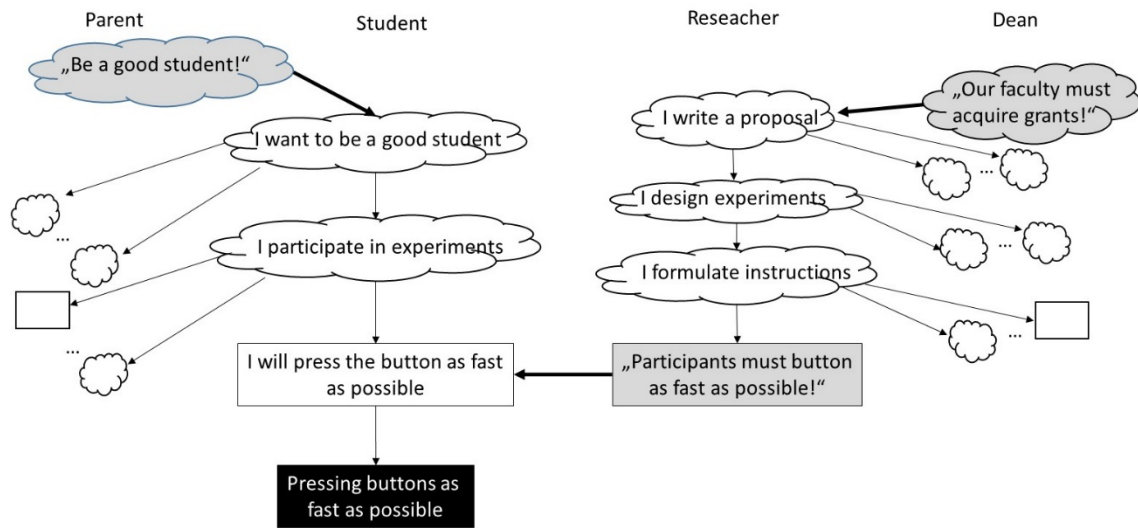 Parent
Student
Reseacher
Dean
„Be a good student!“
„Our faculty must
acquire grants!“
I want to be a good student
I write a proposal
...
I design experiments
...
I participate in experiments
...
I formulate instructions
...
...
I will press the button as fast
as possible
„Participants must button
as fast as possible!“
Pressing buttons as
fast as possible